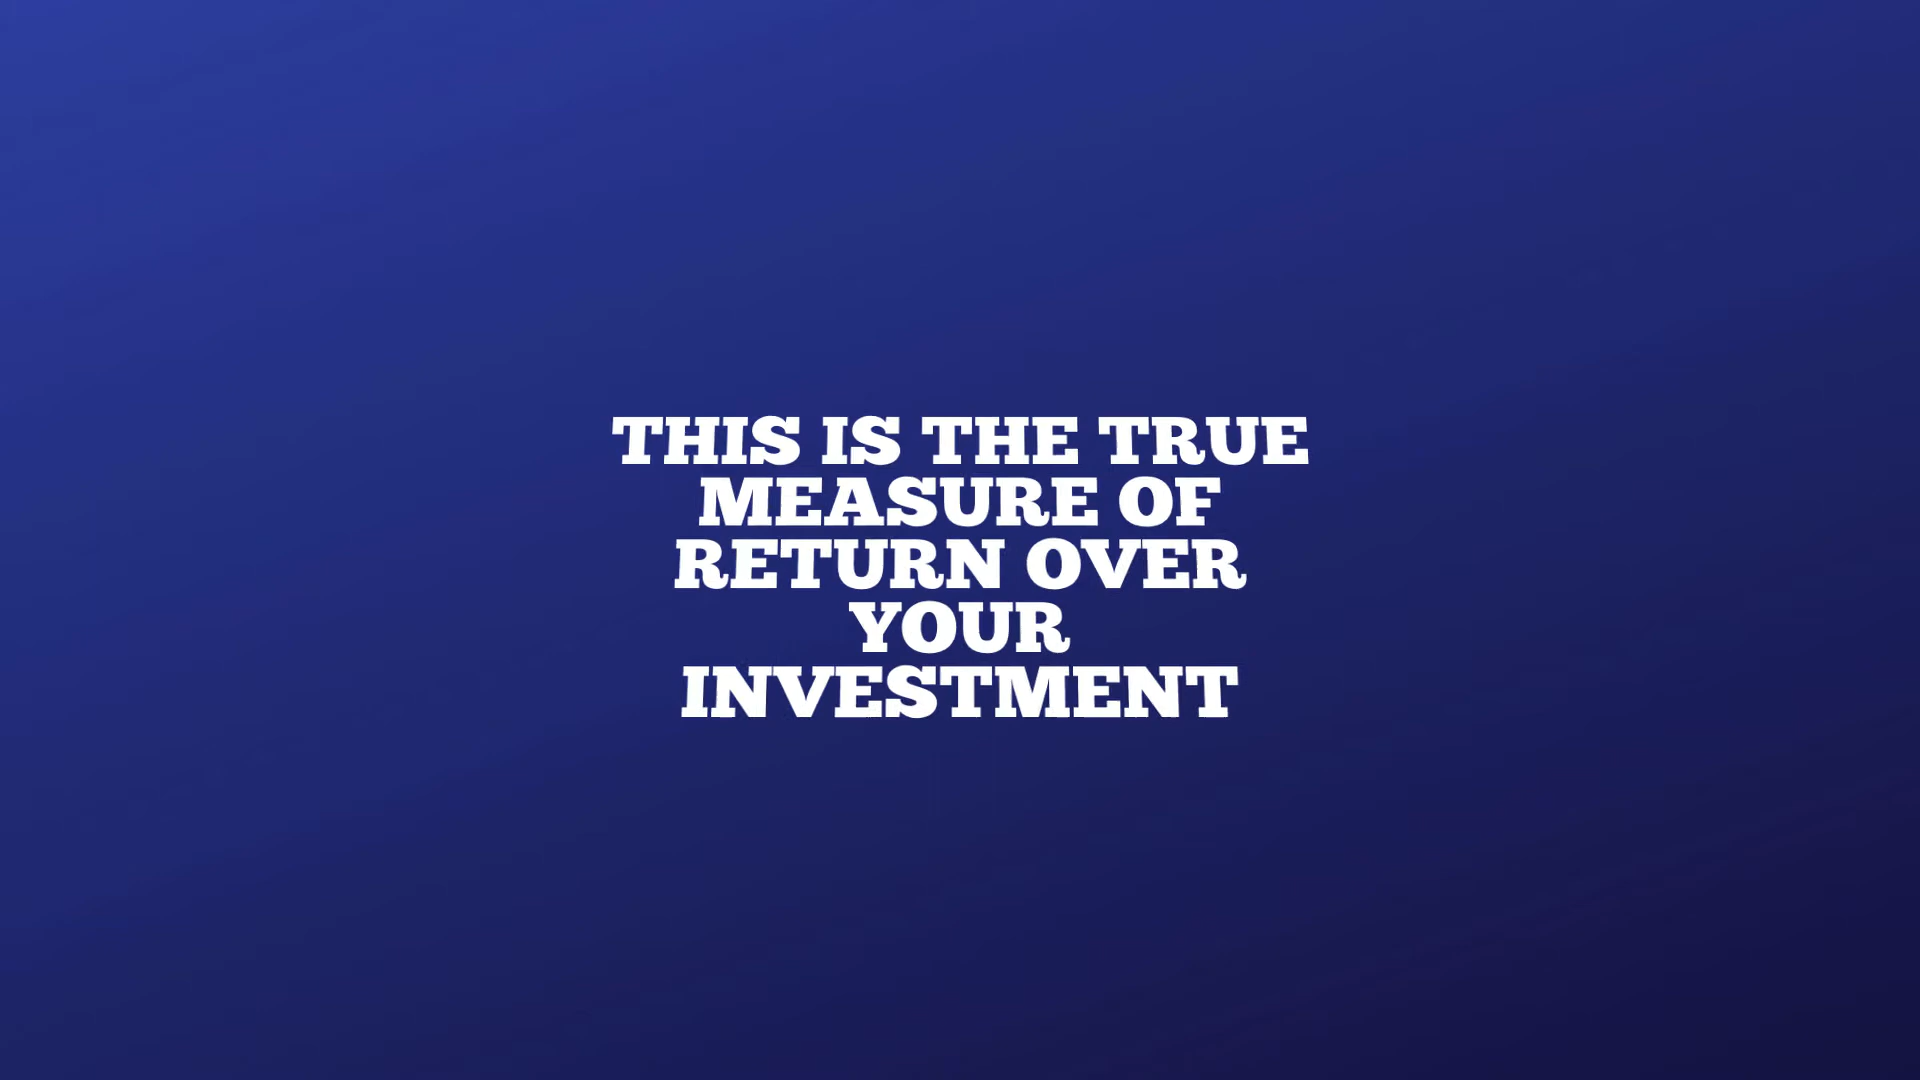 THIS IS THE TRUE
MEASURE OF
RETURN OVER
YOUR
INVESTMENT